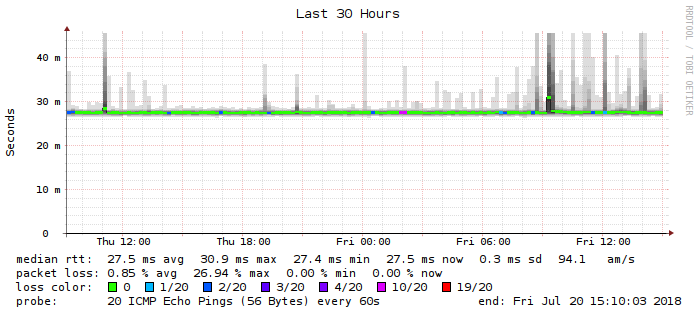 Last 30 Hours
RRDTOOL / TOBI OETIKER
Seconds
40 m
30 m
20 m
10 m
0
Thu 12:00 Thu 18:00 Fri 00:00 Fri 06:00 Fri 12:00
median rtt: 27.5 ms avg 30.9 ms max 27.4 ms min 27.5 ms now 0.3 ms sd 94.1 am/s
packet loss: 0.85 % avg 26.94 % max 0.00 % min 0.00 % now
loss color: 0 1/20 2/20 3/20 4/20 10/20 19/20
probe: 20 ICMP Echo Pings (56 Bytes) every 60s end: Fri Jul 20 15:10:03 2018